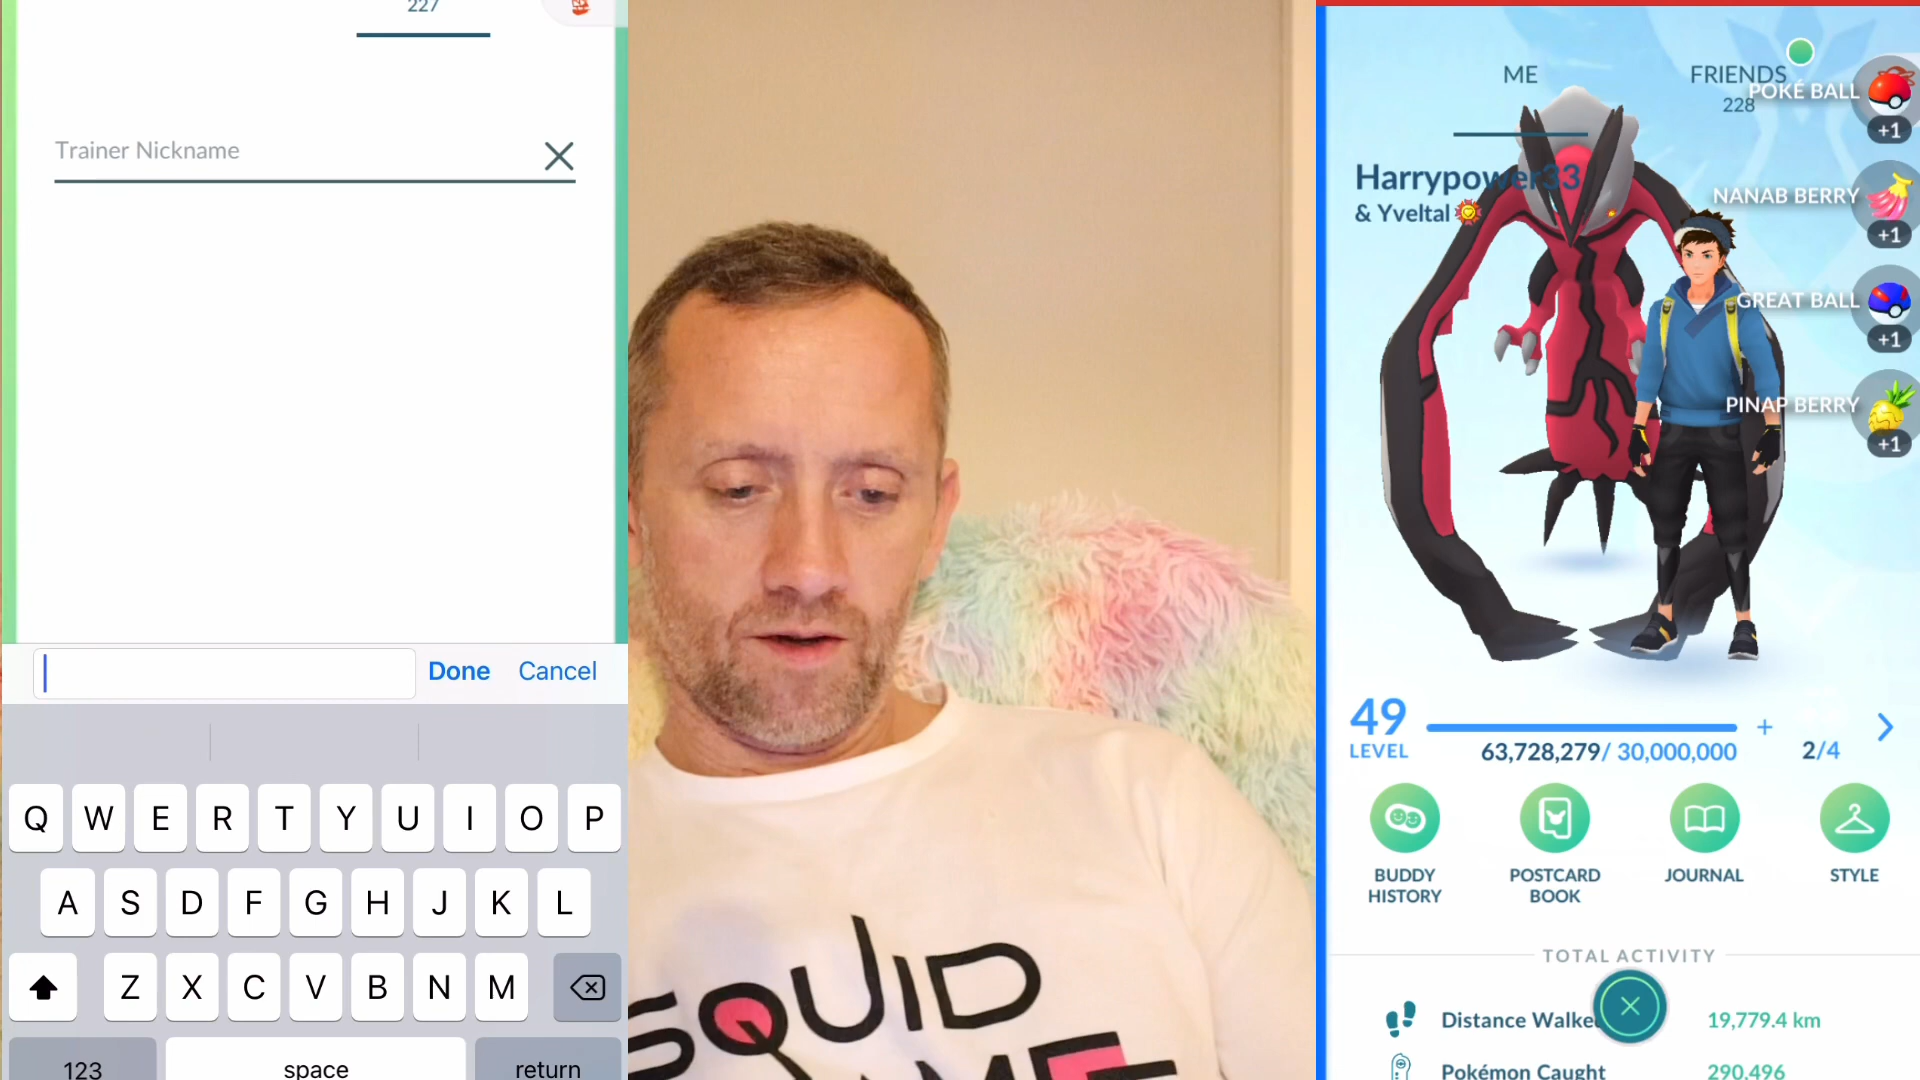 227
Trainer Nickname
Done Cancel
Q W E R T Y U I O P
A S D F G H J K L
Z X C V B N M
123 space return
SQUID
GAME
ME
FRIENDS
228
Harrypower33
& Yveltal
POKÉ BALL
+1
NANAB BERRY
+1
GREAT BALL
+1
PINAP BERRY
+1
49
LEVEL
63,728,279/ 30,000,000
+
2/4
BUDDY
HISTORY
POSTCARD
BOOK
JOURNAL
STYLE
TOTAL ACTIVITY
Distance Walked
19,779.4 km
Pokémon Caught
290,496